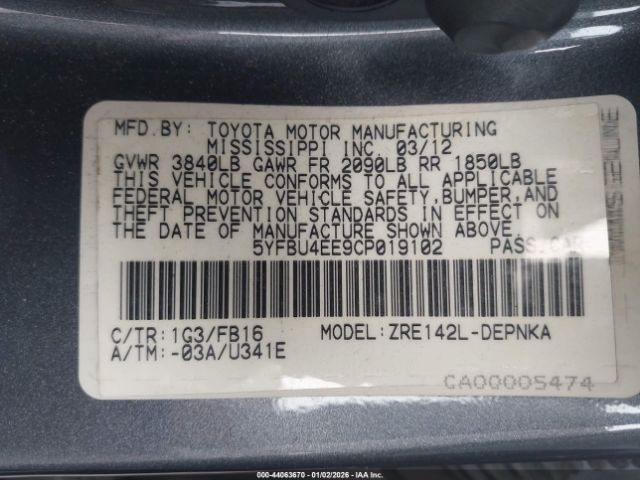 MFD.BY: TOYOTA MOTOR MANUFACTURING
MISSISSIPPI INC. 03/12
GVWR 3840LB GAWR FR 2090LB RR 1850LB
THIS VEHICLE CONFORMS TO ALL APPLICABLE
FEDERAL MOTOR VEHICLE SAFETY, BUMPER, AND
THEFT PREVENTION STANDARDS IN EFFECT ON
THE DATE OF MANUFACTURE SHOWN ABOVE.
5YFBU4EE9CP019102 PASS.CAR
C/TR:1G3/FB16 MODEL:ZRE142L-DEPNKA
A/TM:-03A/U341E
CA00005474
000-44063670 | 01/02/2026 - IAA Inc.